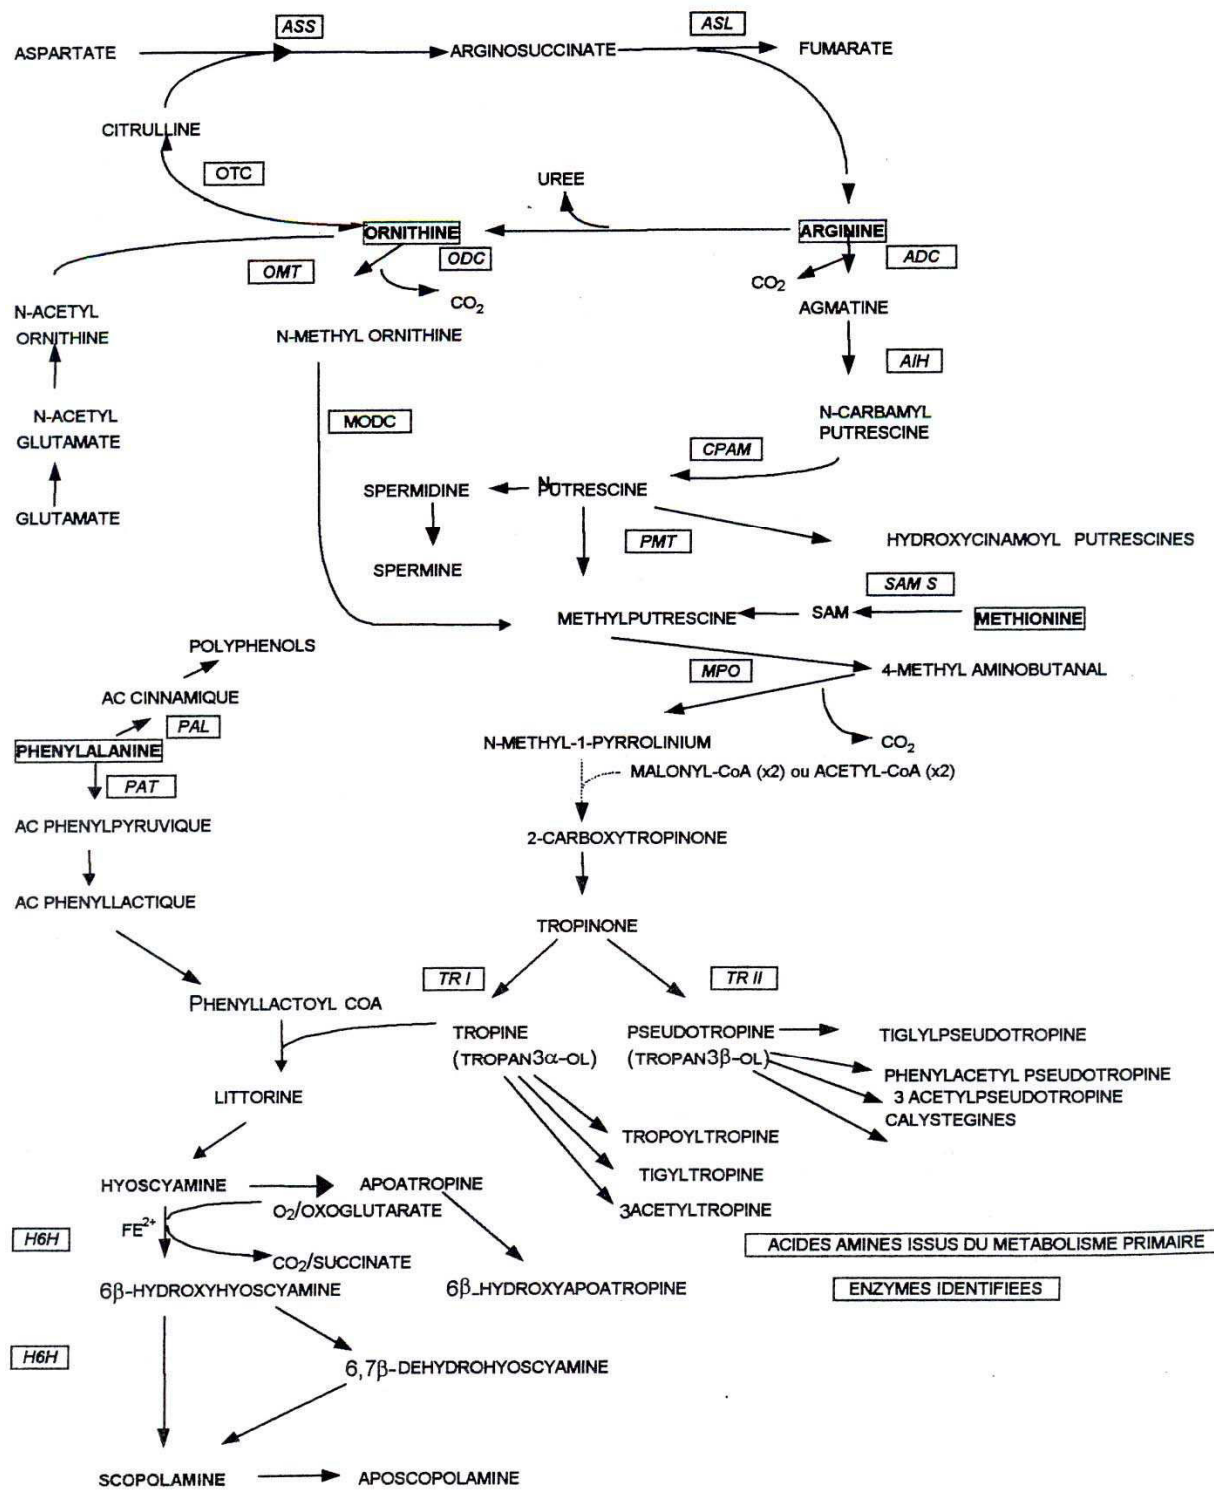 ASS
ASL
ASPARTATE
ARGINOSUCCINATE
FUMARATE
CITRULLINE
OTC
UREE
ORNITHINE
ARGININE
OMT
ODC
ADC
CO2
CO2
N-ACETYL
ORNITHINE
AGMATINE
N-METHYL ORNITHINE
AIH
N-ACETYL
GLUTAMATE
MODC
N-CARBAMYL
PUTRESCINE
CPAM
GLUTAMATE
SPERMIDINE
N
PUTRESCINE
PMT
HYDROXYCINAMOYL PUTRESCINES
SPERMINE
SAM S
METHYLPUTRESCINE
SAM
METHIONINE
POLYPHENOLS
MPO
4-METHYL AMINOBUTANAL
AC CINNAMIQUE
PAL
PHENYLALANINE
N-METHYL-1-PYRROLINIUM
CO2
PAT
MALONYL-CoA (x2) ou ACETYL-CoA (x2)
AC PHENYLPYRUVIQUE
2-CARBOXYTROPINONE
AC PHENYLLACTIQUE
TROPINONE
TR I
TR II
PHENYLLACTOYL COA
TROPINE
(TROPAN3α-OL)
PSEUDOTROPINE
(TROPAN3β-OL)
TIGLYLPSEUDOTROPINE
PHENYLACETYL PSEUDOTROPINE
3 ACETYLPSEUDOTROPINE
CALYSTEGINES
LITTORINE
TROPOYLTROPINE
TIGYLTROPINE
3ACETYLTROPINE
HYOSCYAMINE
APOATROPINE
O2/OXOGLUTARATE
FE2+
H6H
CO2/SUCCINATE
ACIDES AMINES ISSUS DU METABOLISME PRIMAIRE
6β-HYDROXYHYOSCYAMINE
6β-HYDROXYAPOATROPINE
ENZYMES IDENTIFIEES
H6H
6,7β-DEHYDROHYOSCYAMINE
SCOPOLAMINE
APOSCOPOLAMINE